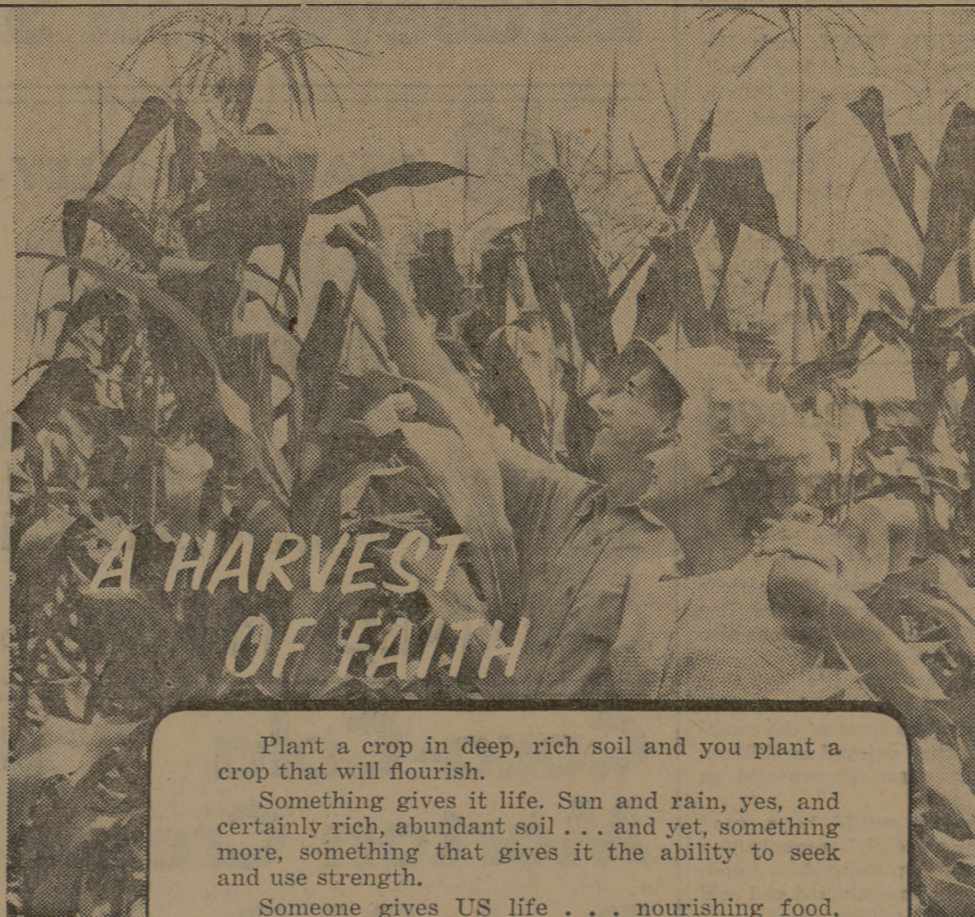 A HARVEST
OF FAITH
Plant a crop in deep, rich soil and you plant a
crop that will flourish.
Something gives it life. Sun and rain, yes, and
certainly rich, abundant soil . . . and yet, something
more, something that gives it the ability to seek
and use strength.
Someone gives US life . . . nourishing food,